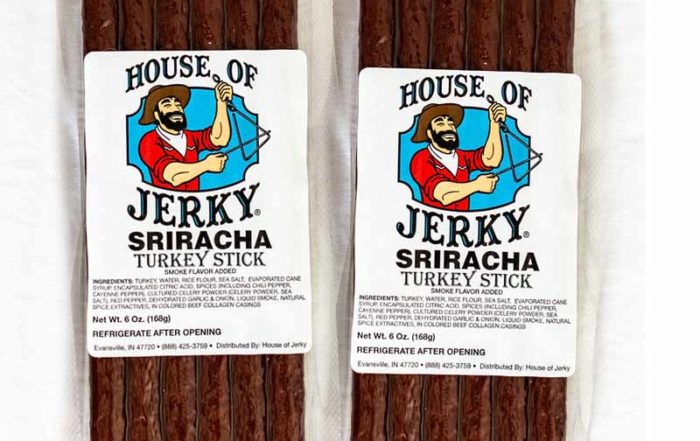 HOUSE OF
JERKY®
SRIRACHA
TURKEY STICK
SMOKE FLAVOR ADDED
INGREDIENTS: TURKEY, WATER, RICE FLOUR, SEA SALT, EVAPORATED CANE
SYRUP, ENCAPSULATED CITRIC ACID, SPICES (INCLUDING CHILI PEPPER,
CAYENNE PEPPER), CULTURED CELERY POWDER (CELERY POWDER, SEA
SALT), RED PEPPER, DEHYDRATED GARLIC & ONION, LIQUID SMOKE, NATURAL
SPICE EXTRACTIVES, IN COLORED BEEF COLLAGEN CASINGS
Net Wt. 6 Oz. (168g)
REFRIGERATE AFTER OPENING
Evansville, IN 47720 • (888) 425-3759 • Distributed By: House of Jerky
HOUSE OF
JERKY®
SRIRACHA
TURKEY STICK
SMOKE FLAVOR ADDED
INGREDIENTS: TURKEY, WATER, RICE FLOUR, SEA SALT, EVAPORATED CANE
SYRUP, ENCAPSULATED CITRIC ACID, SPICES (INCLUDING CHILI PEPPER,
CAYENNE PEPPER), CULTURED CELERY POWDER (CELERY POWDER, SEA
SALT), RED PEPPER, DEHYDRATED GARLIC & ONION, LIQUID SMOKE, NATURAL
SPICE EXTRACTIVES, IN COLORED BEEF COLLAGEN CASINGS
Net Wt. 6 Oz. (168g)
REFRIGERATE AFTER OPENING
Evansville, IN 47720 • (888) 425-3759 • Distributed By: House of Jerky